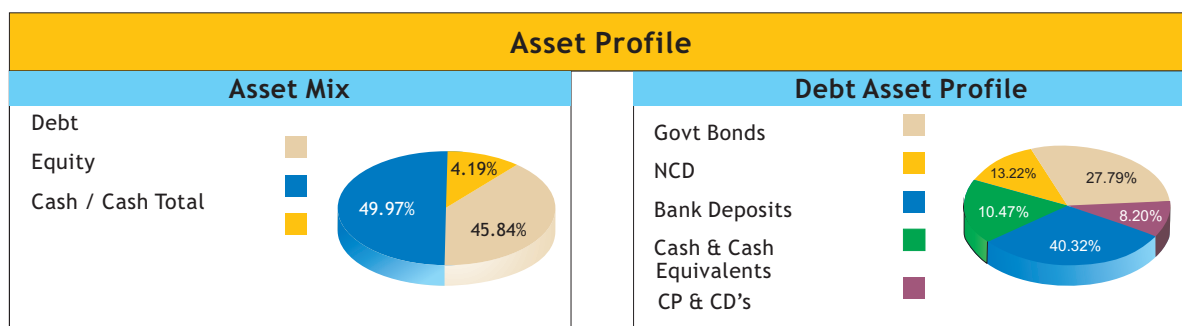 Asset Profile
Asset Mix
Debt
Equity
Cash / Cash Total
4.19%
49.97%
45.84%
Debt Asset Profile
Govt Bonds
NCD
Bank Deposits
Cash & Cash
Equivalents
CP & CD's
13.22%
27.79%
10.47%
8.20%
40.32%